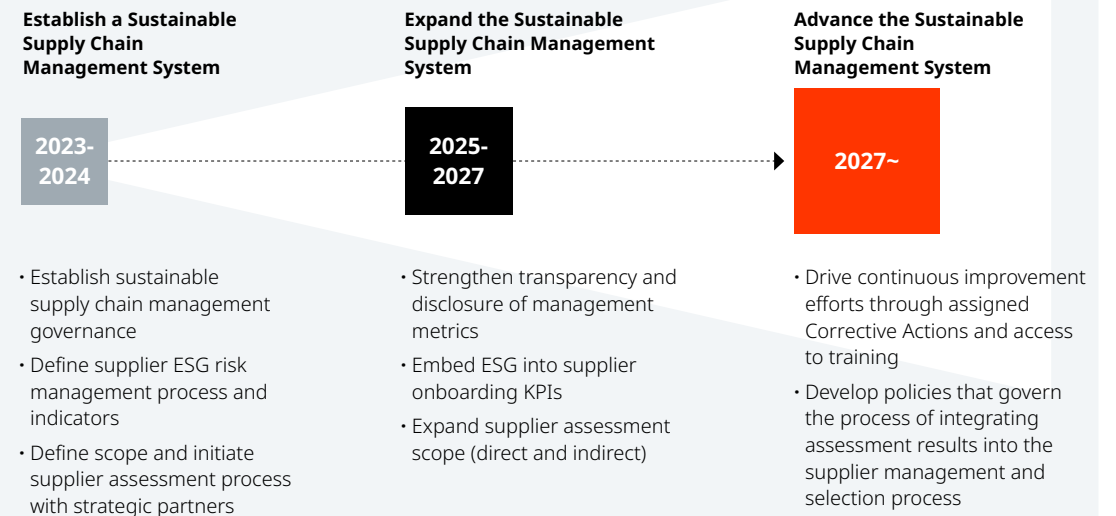 Establish a Sustainable
Supply Chain
Management System
2023-
2024
• Establish sustainable
supply chain management
governance
• Define supplier ESG risk
management process and
indicators
• Define scope and initiate
supplier assessment process
with strategic partners
Expand the Sustainable
Supply Chain Management
System
2025-
2027
• Strengthen transparency and
disclosure of management
metrics
• Embed ESG into supplier
onboarding KPIs
• Expand supplier assessment
scope (direct and indirect)
Advance the Sustainable
Supply Chain
Management System
2027~
• Drive continuous improvement
efforts through assigned
Corrective Actions and access
to training
• Develop policies that govern
the process of integrating
assessment results into the
supplier management and
selection process